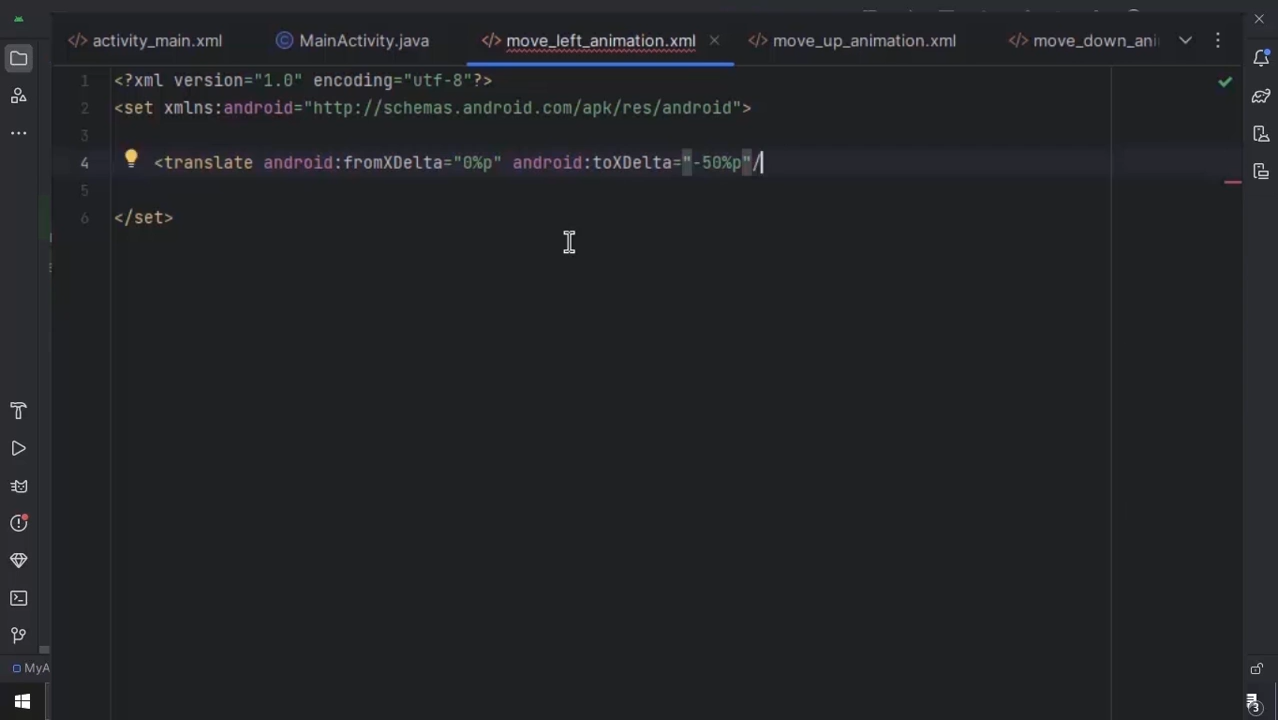 activity_main.xml MainActivity.java move_left_animation.xml move_up_animation.xml move_down_ani
1 <?xml version="1.0" encoding="utf-8"?>
2 <set xmlns:android="http://schemas.android.com/apk/res/android">
3
4 <translate android:fromXDelta="0%p" android:toXDelta="-50%p"/
5
6 </set>
MyA
3